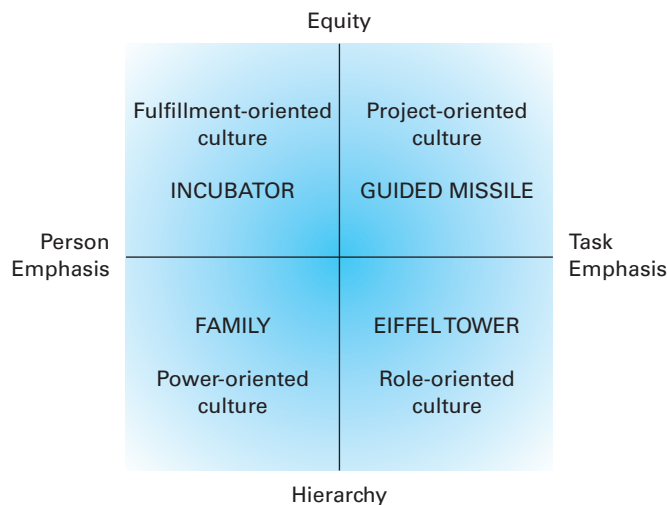 Equity
Fulfillment-oriented
culture
Project-oriented
culture
INCUBATOR
GUIDED MISSILE
Person
Emphasis
Task
Emphasis
FAMILY
EIFFEL TOWER
Power-oriented
culture
Role-oriented
culture
Hierarchy